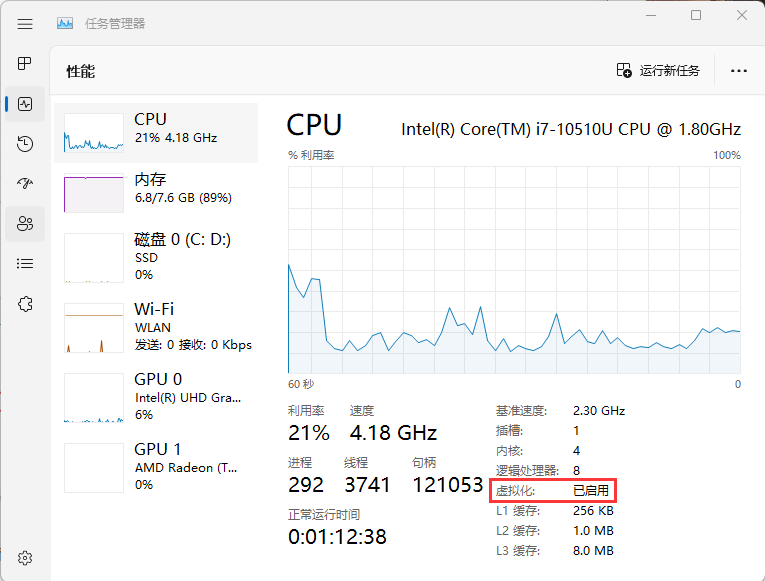 任务管理器
性能
运行新任务
CPU
21% 4.18 GHz
内存
6.8/7.6 GB (89%)
磁盘 0 (C: D:)
SSD
0%
Wi-Fi
WLAN
发送: 0 接收: 0 Kbps
GPU 0
Intel(R) UHD Gra...
6%
GPU 1
AMD Radeon (T...
0%
CPU
Intel(R) Core(TM) i7-10510U CPU @ 1.80GHz
% 利用率
100%
60 秒
0
利用率
速度
21%
4.18 GHz
进程
线程
句柄
292
3741
121053
正常运行时间
0:01:12:38
基准速度: 2.30 GHz
插槽: 1
内核: 4
逻辑处理器: 8
虚拟化: 已启用
L1 缓存: 256 KB
L2 缓存: 1.0 MB
L3 缓存: 8.0 MB